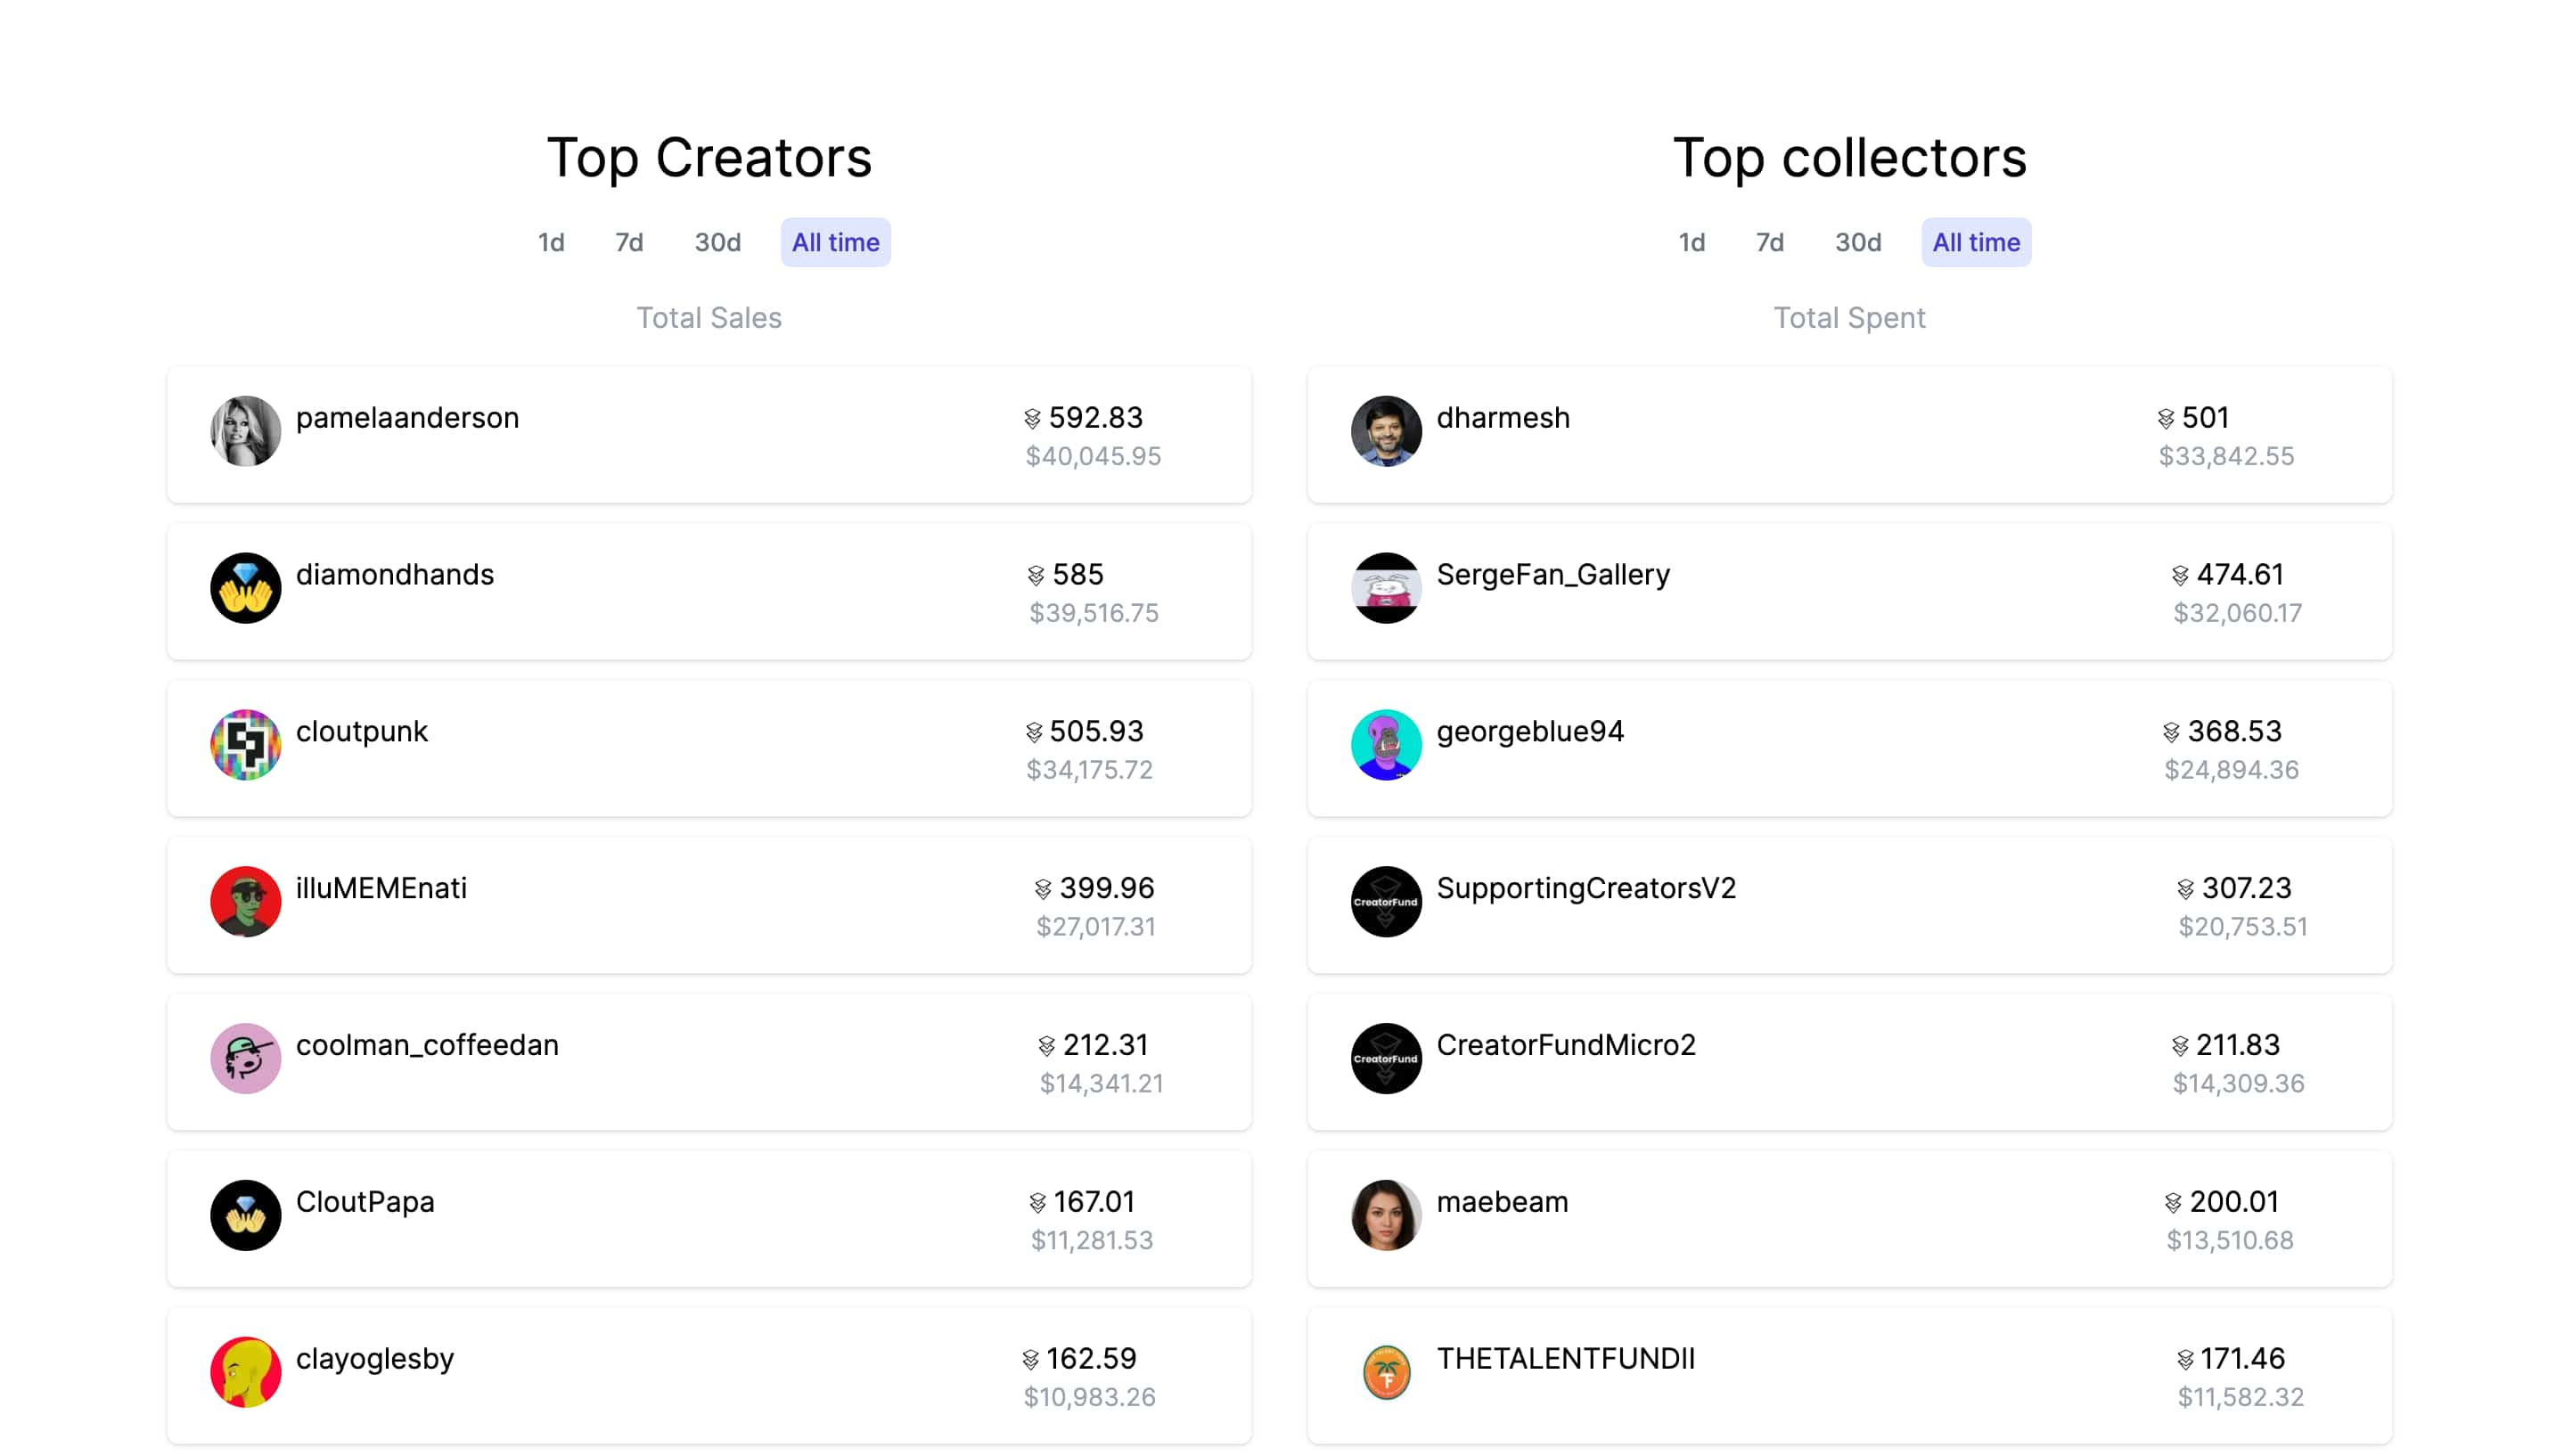 Top Creators
1d 7d 30d All time
Total Sales
pamelaanderson 592.83
$40,045.95
diamondhands 585
$39,516.75
cloutpunk 505.93
$34,175.72
illuMEMEnati 399.96
$27,017.31
coolman_coffeedan 212.31
$14,341.21
CloutPapa 167.01
$11,281.53
clayoglesby 162.59
$10,983.26
Top collectors
1d 7d 30d All time
Total Spent
dharmesh 501
$33,842.55
SergeFan_Gallery 474.61
$32,060.17
georgeblue94 368.53
$24,894.36
SupportingCreatorsV2 307.23
CreatorFund
$20,753.51
CreatorFundMicro2 211.83
CreatorFund
$14,309.36
maebeam 200.01
$13,510.68
THETALENTFUNDII 171.46
$11,582.32